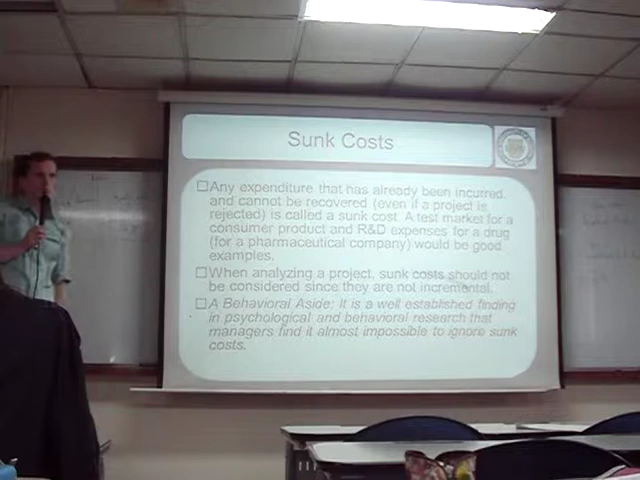 Sunk Costs
Any expenditure that has already been incurred,
and cannot be recovered (even if a project is
rejected) is called a sunk cost. A test market for a
consumer product and R&D expenses for a drug
(for a pharmaceutical company) would be good
examples.
When analyzing a project, sunk costs should not
be considered since they are not incremental.
A Behavioral Aside: It is a well established finding
in psychological and behavioral research that
managers find it almost impossible to ignore sunk
costs.